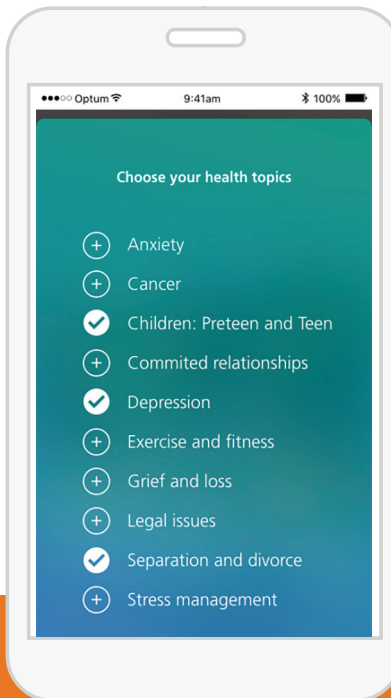 Optum 9:41am 100%
Choose your health topics
Anxiety
Cancer
Children: Preteen and Teen
Commited relationships
Depression
Exercise and fitness
Grief and loss
Legal issues
Separation and divorce
Stress management